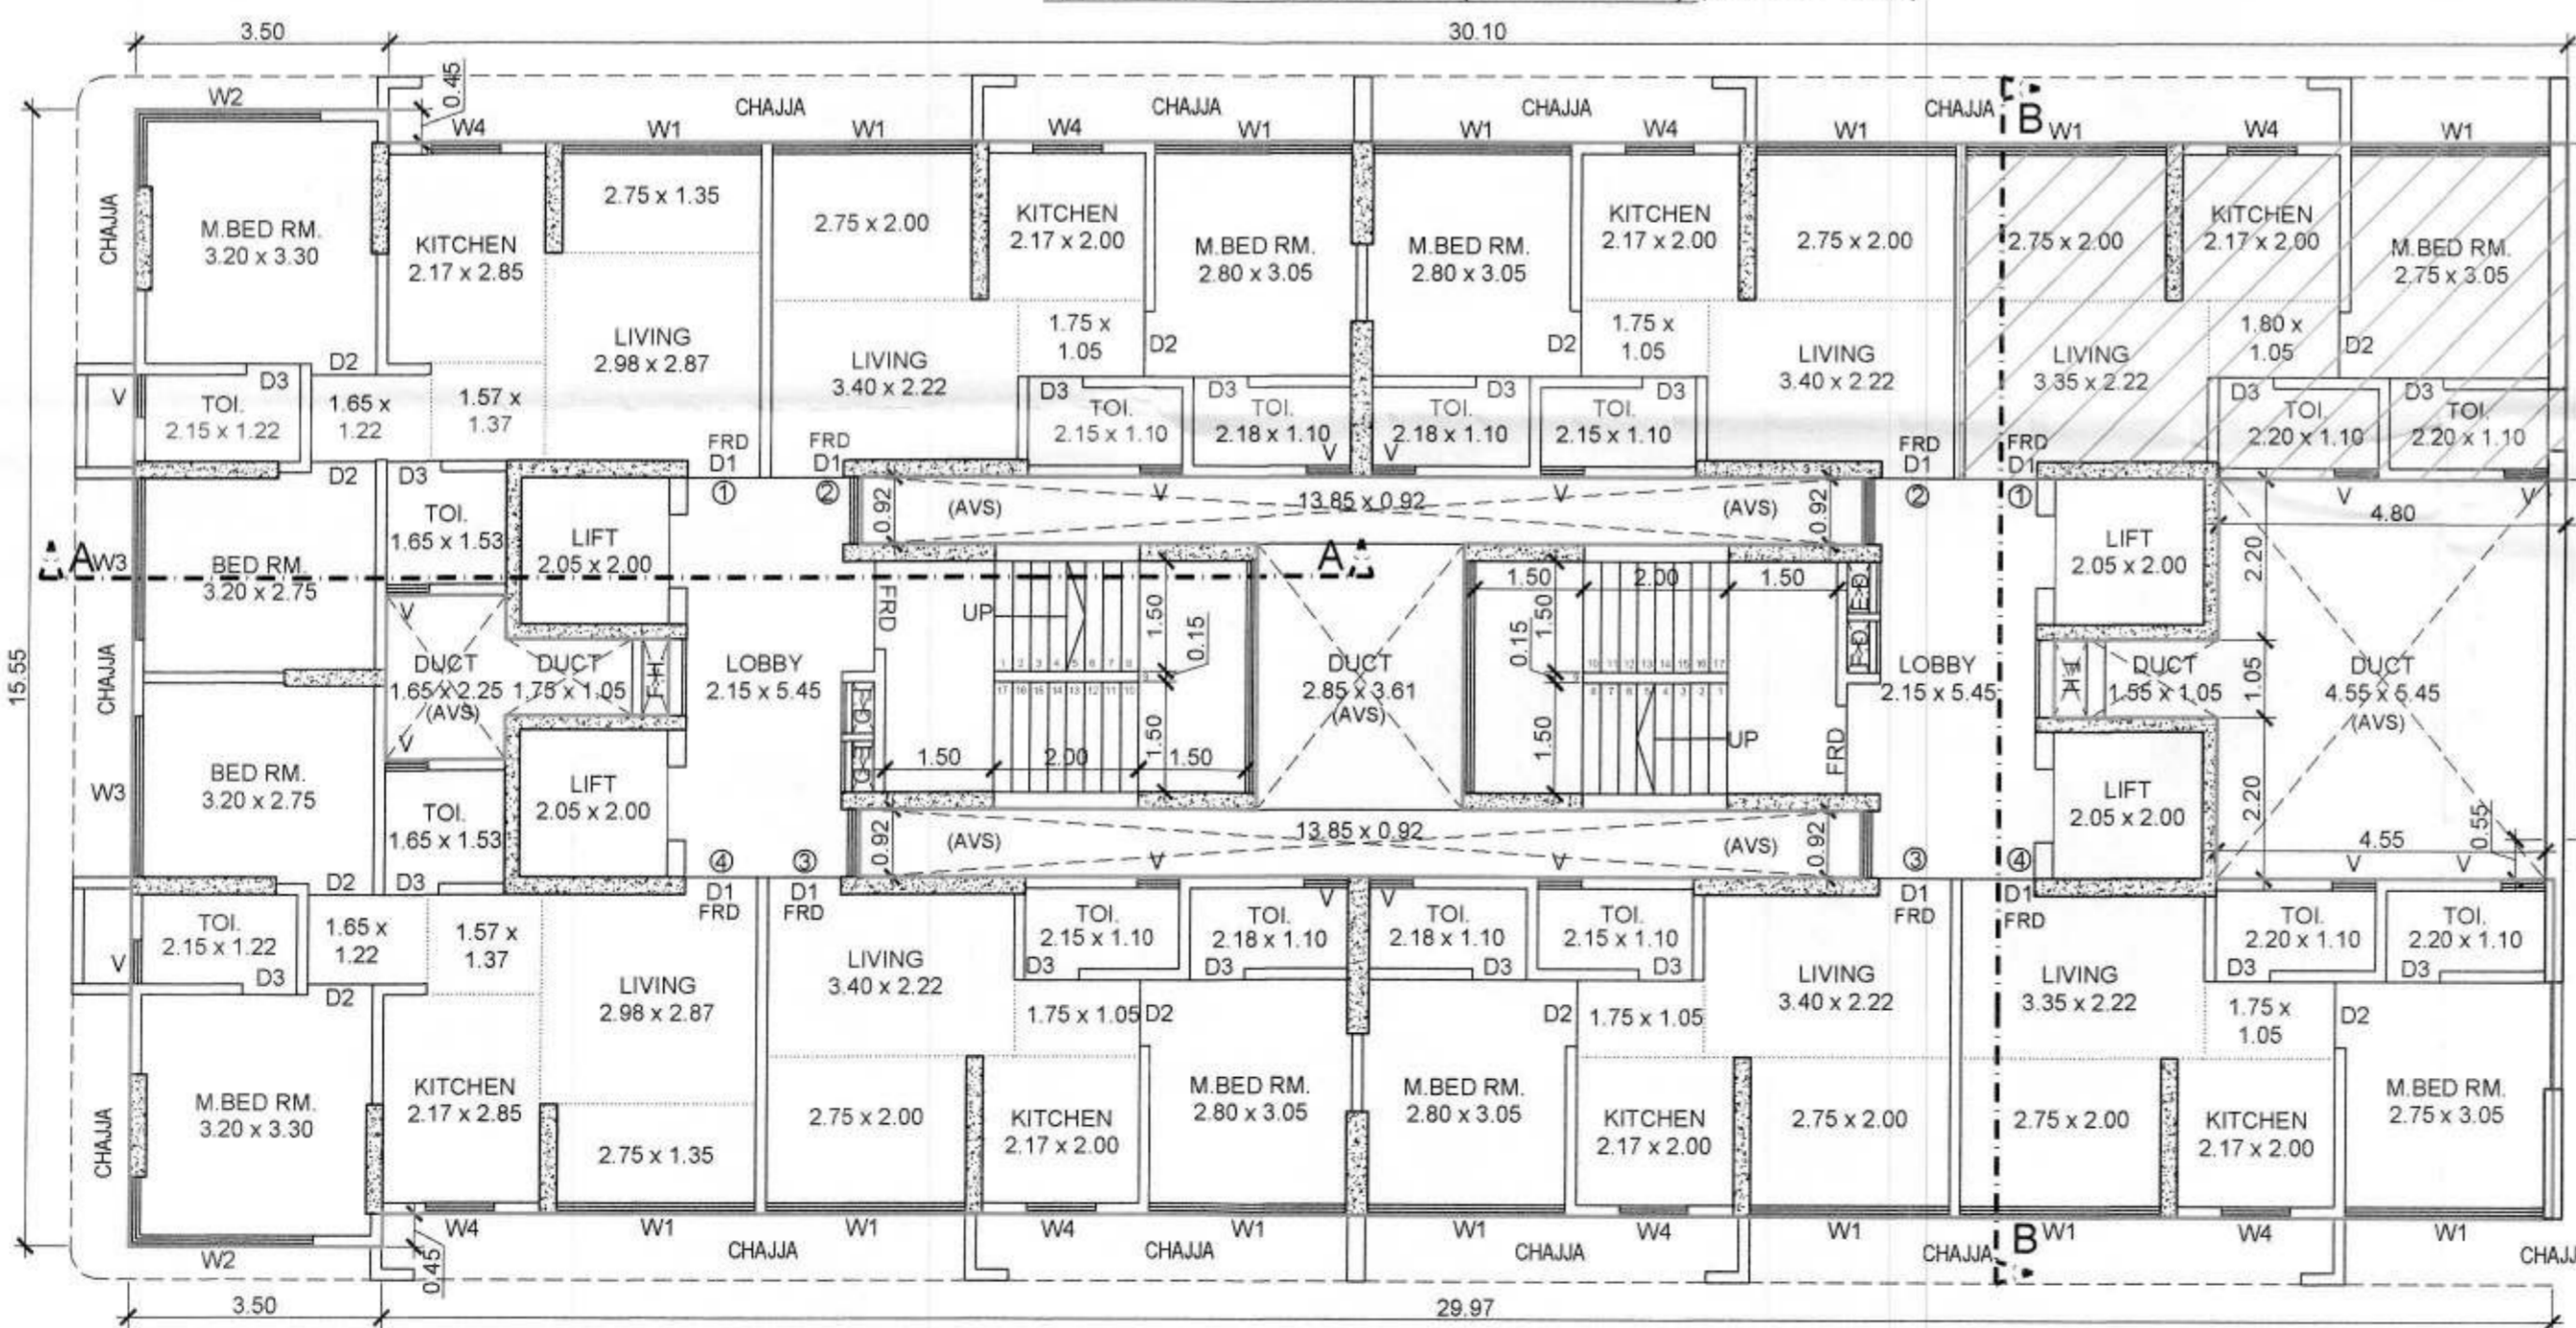 3.50
30.10
0.45
W2
CHAJJA
CHAJJA
CHAJJA
CHAJJA
B
W4
W1
W1
W4
W1
W1
W4
W1
W1
W4
W1
CHAJJA
M.BED RM.
3.20 x 3.30
KITCHEN
2.17 x 2.85
2.75 x 1.35
2.75 x 2.00
KITCHEN
2.17 x 2.00
M.BED RM.
2.80 x 3.05
M.BED RM.
2.80 x 3.05
KITCHEN
2.17 x 2.00
2.75 x 2.00
2.75 x 2.00
KITCHEN
2.17 x 2.00
M.BED RM.
2.75 x 3.05
LIVING
2.98 x 2.87
LIVING
3.40 x 2.22
1.75 x
1.05
D2
D2
1.75 x
1.05
LIVING
3.40 x 2.22
LIVING
3.35 x 2.22
1.80 x
1.05
D2
V
TOI.
2.15 x 1.22
D3
D2
1.65 x
1.22
1.57 x
1.37
D3
TOI.
2.15 x 1.10
D3
TOI.
2.18 x 1.10
V
D3
TOI.
2.18 x 1.10
D3
TOI.
2.15 x 1.10
D3
TOI.
2.20 x 1.10
D3
TOI.
2.20 x 1.10
FRD
D1
FRD
D1
FRD
D1
FRD
D1
D2
D3
①
②
②
①
0.92
(AVS)
V
13.85 x 0.92
V
(AVS)
0.92
V
V
4.80
TOI.
1.65 x 1.53
LIFT
2.05 x 2.00
LIFT
2.05 x 2.00
A
W3
BED RM.
3.20 x 2.75
A
FRD
UP
1.50
0.15
1.50
2.00
1.50
1.50
0.15
2.20
V
15.55
CHAJJA
DUCT
1.65 x 2.25
(AVS)
V
DUCT
1.75 x 1.05
LOBBY
2.15 x 5.45
DUCT
2.85 x 3.61
(AVS)
LOBBY
2.15 x 5.45
DUCT
1.55 x 1.05
1.05
DUCT
4.55 x 5.45
(AVS)
1.50
2.00
1.50
1.50
1.50
UP
FRD
W3
BED RM.
3.20 x 2.75
LIFT
2.05 x 2.00
LIFT
2.05 x 2.00
2.20
TOI.
1.65 x 1.53
0.92
(AVS)
V
13.85 x 0.92
V
(AVS)
0.92
4.55
0.55
V
V
④
③
③
④
D2
D3
D1
FRD
D1
FRD
D1
FRD
D1
FRD
V
TOI.
2.15 x 1.22
D3
D2
1.65 x
1.22
1.57 x
1.37
LIVING
2.98 x 2.87
LIVING
3.40 x 2.22
TOI.
2.15 x 1.10
D3
V
TOI.
2.18 x 1.10
D3
V
TOI.
2.18 x 1.10
D3
TOI.
2.15 x 1.10
D3
LIVING
3.40 x 2.22
LIVING
3.35 x 2.22
TOI.
2.20 x 1.10
D3
TOI.
2.20 x 1.10
D3
1.75 x 1.05
D2
D2
1.75 x 1.05
1.75 x
1.05
D2
CHAJJA
M.BED RM.
3.20 x 3.30
KITCHEN
2.17 x 2.85
2.75 x 1.35
2.75 x 2.00
KITCHEN
2.17 x 2.00
M.BED RM.
2.80 x 3.05
M.BED RM.
2.80 x 3.05
KITCHEN
2.17 x 2.00
2.75 x 2.00
2.75 x 2.00
KITCHEN
2.17 x 2.00
M.BED RM.
2.75 x 3.05
W2
W4
W1
W1
W4
W1
W1
W4
W1
B
W1
W4
W1
0.45
CHAJJA
CHAJJA
CHAJJA
CHAJJA
CHAJJ
3.50
29.97